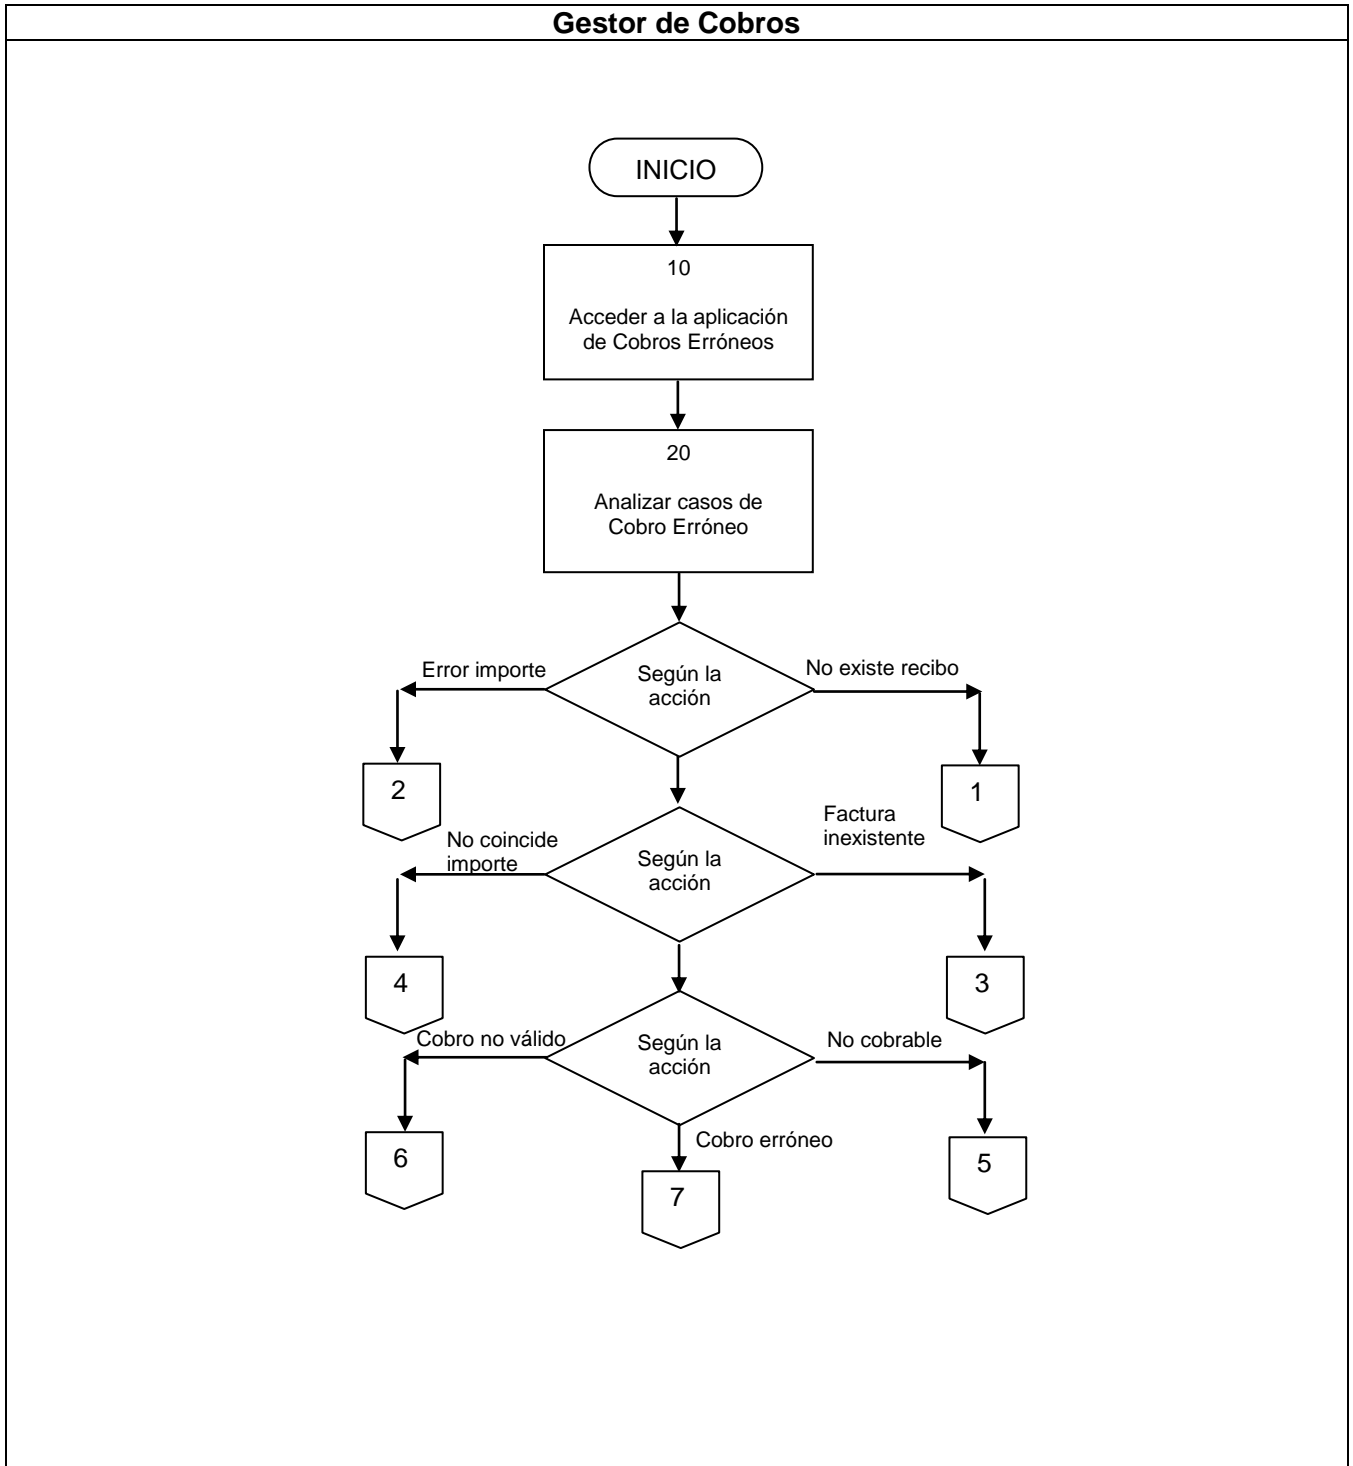 Gestor de Cobros
INICIO
10
Acceder a la aplicación
de Cobros Erróneos
20
Analizar casos de
Cobro Erróneo
Error importe
Según la
acción
No existe recibo
2
1
No coincide
importe
Según la
acción
Factura
inexistente
4
3
Cobro no válido
Según la
acción
No cobrable
6
Cobro erróneo
7
5